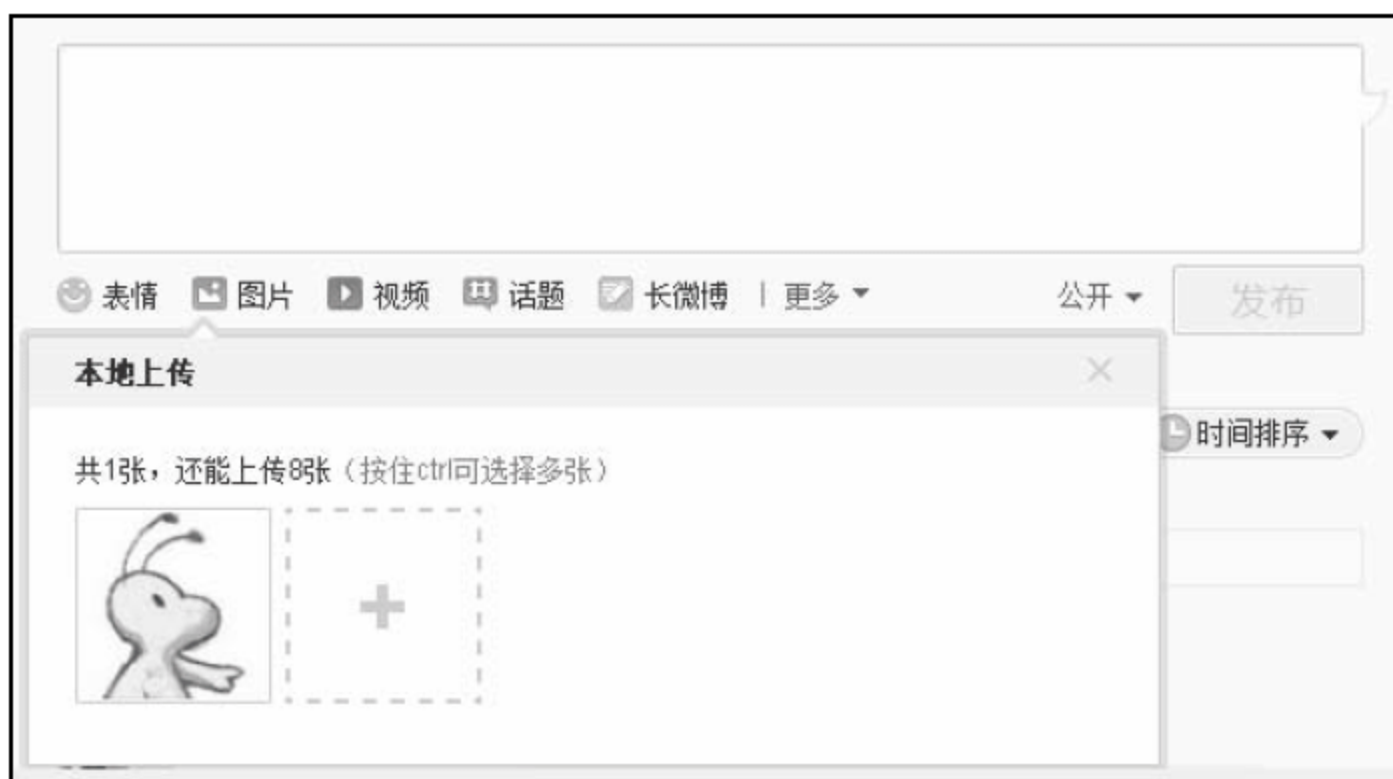 表情 图片 视频 话题 长微博 | 更多 公开 发布
本地上传
时间排序
共1张，还能上传8张（按住ctrl可选择多张）